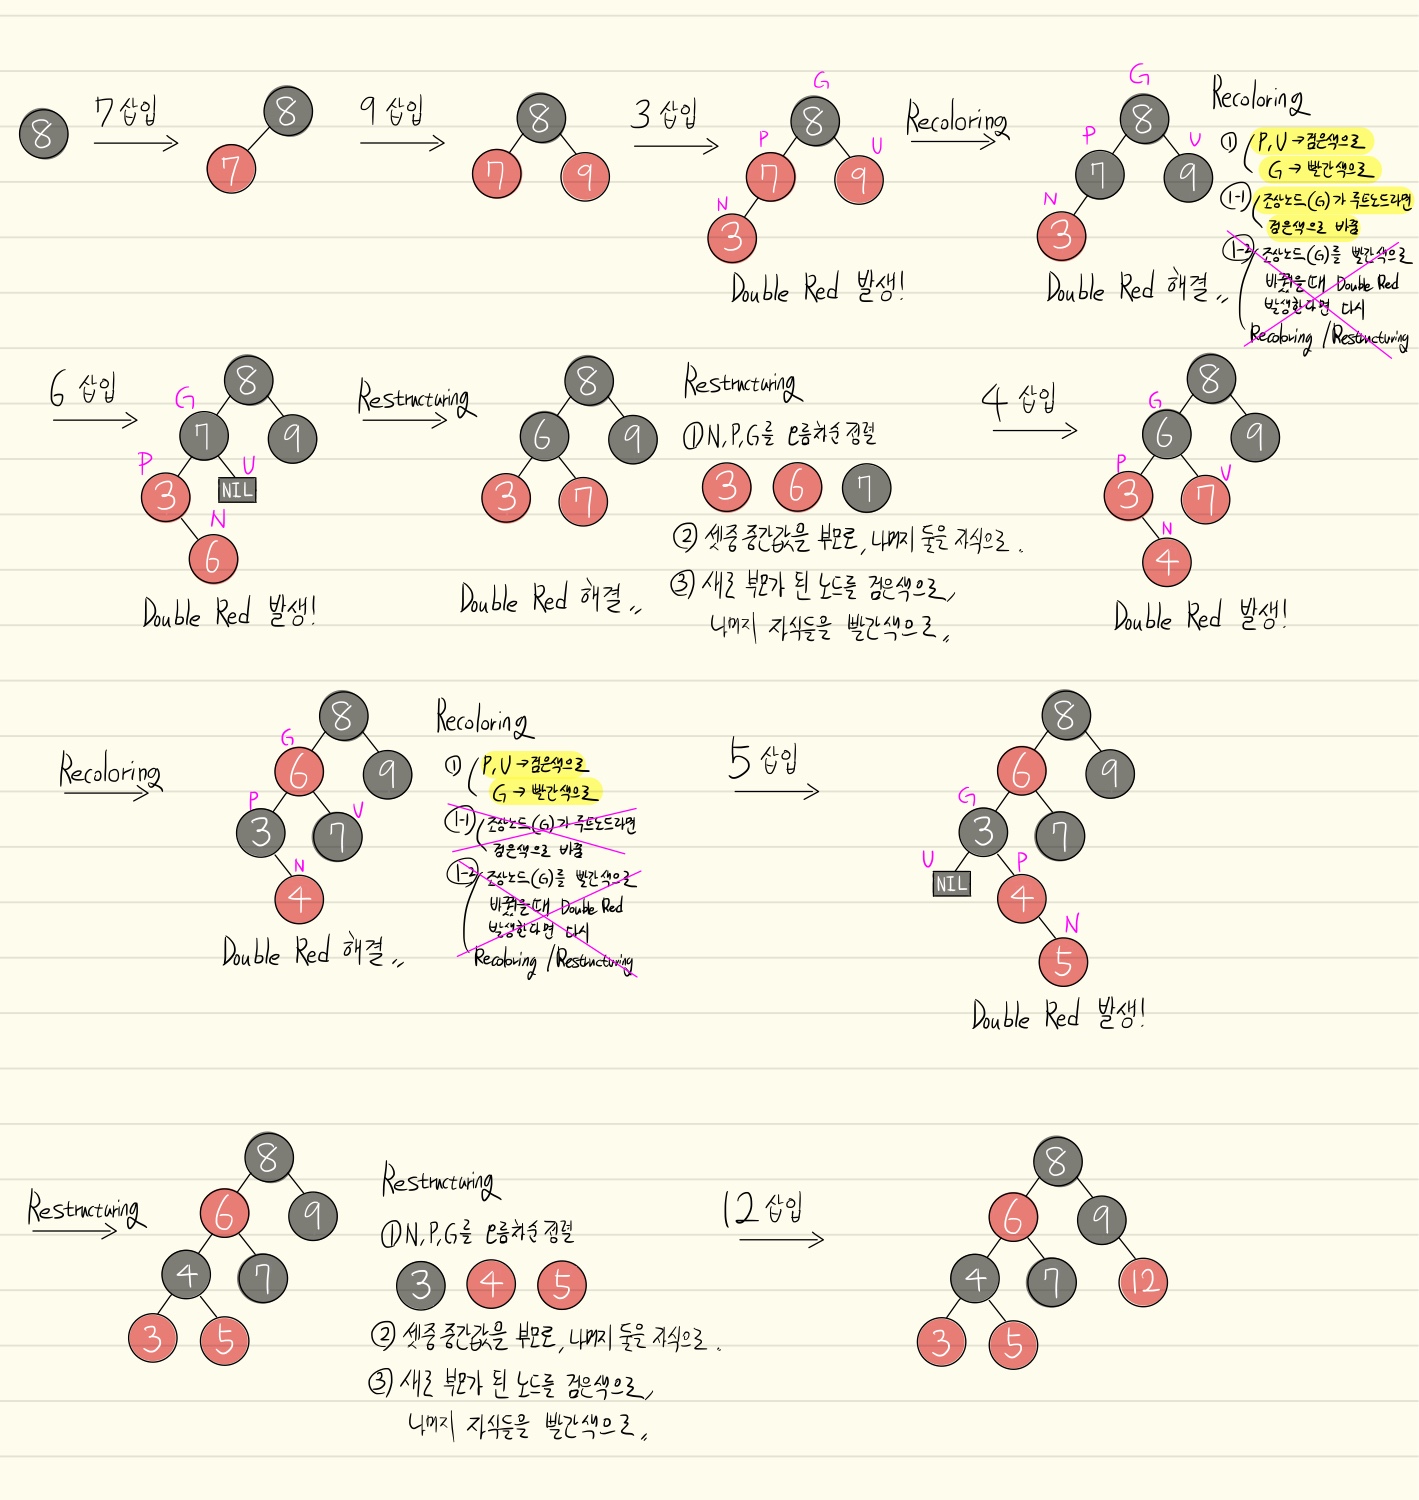 8
7 삽입
8
7
9 삽입
8
7 9
3 삽입
G
8
P U
7 9
N
3
Double Red 발생!
Recoloring
G
8
P U
7 9
N
3
Double Red 해결〃
Recoloring
① P, U → 검은색으로
G → 빨간색으로
①-1 조상노드(G)가 루트노드라면
검은색으로 바꿈
①-2 조상노드(G)를 빨간색으로
바꿨을때 Double Red
발생한다면 다시
Recoloring / Restructuring
6 삽입
8
G
7 9
P U
3 NIL
N
6
Double Red 발생!
Restructuring
8
6 9
3 7
Double Red 해결〃
Restructuring
① N, P, G를 오름차순 정렬
3 6 7
② 셋중 중간값을 부모로, 나머지 둘을 자식으로.
③ 새로 부모가 된 노드를 검은색으로,
나머지 자식들을 빨간색으로〃
4 삽입
8
G
6 9
P U
3 7
N
4
Double Red 발생!
Recoloring
8
G
6 9
P U
3 7
N
4
Double Red 해결〃
Recoloring
① P, U → 검은색으로
G → 빨간색으로
①-1 조상노드(G)가 루트노드라면
검은색으로 바꿈
①-2 조상노드(G)를 빨간색으로
바꿨을때 Double Red
발생한다면 다시
Recoloring / Restructuring
5 삽입
8
6 9
G
3 7
U P
NIL 4
N
5
Double Red 발생!
Restructuring
8
6 9
4 7
3 5
Restructuring
① N, P, G를 오름차순 정렬
3 4 5
② 셋중 중간값을 부모로, 나머지 둘을 자식으로.
③ 새로 부모가 된 노드를 검은색으로,
나머지 자식들을 빨간색으로〃
12 삽입
8
6 9
4 7 12
3 5